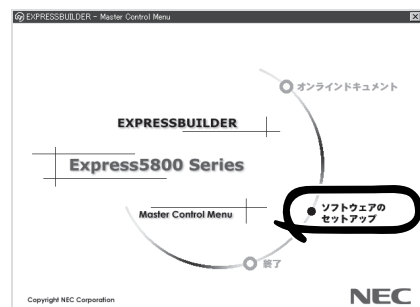 EXPRESSBUILDER - Master Control Menu
オンラインドキュメント
EXPRESSBUILDER
Express5800 Series
Master Control Menu
ソフトウェアの
セットアップ
終了
Copyright NEC Corporation
NEC